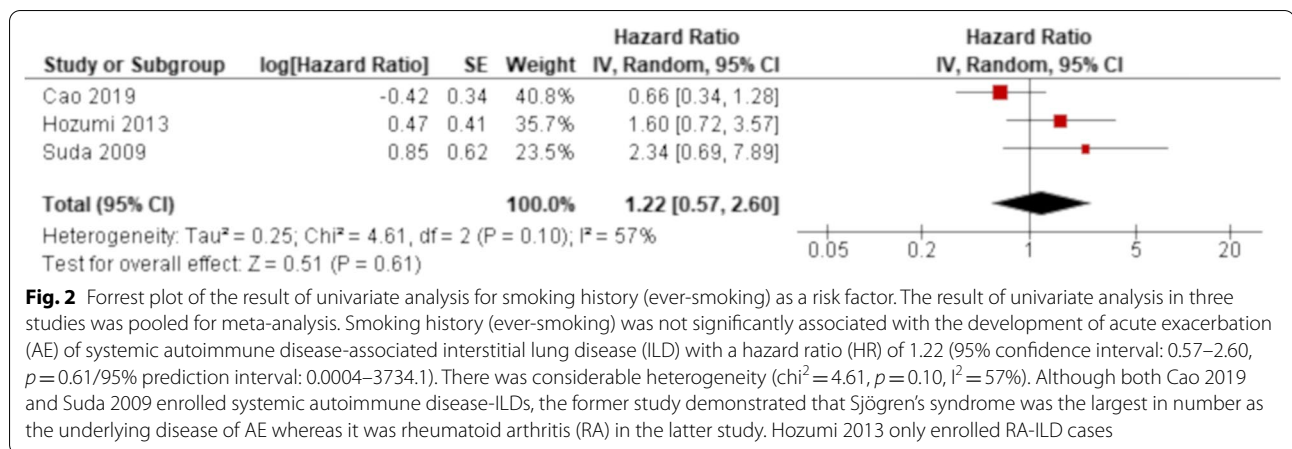 Hazard Ratio Hazard Ratio
Study or Subgroup log[Hazard Ratio] SE Weight IV, Random, 95% CI IV, Random, 95% CI
Cao 2019 -0.42 0.34 40.8% 0.66 [0.34, 1.28]
Hozumi 2013 0.47 0.41 35.7% 1.60 [0.72, 3.57]
Suda 2009 0.85 0.62 23.5% 2.34 [0.69, 7.89]
Total (95% CI) 100.0% 1.22 [0.57, 2.60]
Heterogeneity: Tau² = 0.25; Chi² = 4.61, df = 2 (P = 0.10); I² = 57%
Test for overall effect: Z = 0.51 (P = 0.61)
0.05 0.2 1 5 20
Fig. 2 Forrest plot of the result of univariate analysis for smoking history (ever-smoking) as a risk factor. The result of univariate analysis in three
studies was pooled for meta-analysis. Smoking history (ever-smoking) was not significantly associated with the development of acute exacerbation
(AE) of systemic autoimmune disease-associated interstitial lung disease (ILD) with a hazard ratio (HR) of 1.22 (95% confidence interval: 0.57–2.60,
p = 0.61/95% prediction interval: 0.0004–3734.1). There was considerable heterogeneity (chi² = 4.61, p = 0.10, I² = 57%). Although both Cao 2019
and Suda 2009 enrolled systemic autoimmune disease-ILDs, the former study demonstrated that Sjögren's syndrome was the largest in number as
the underlying disease of AE whereas it was rheumatoid arthritis (RA) in the latter study. Hozumi 2013 only enrolled RA-ILD cases